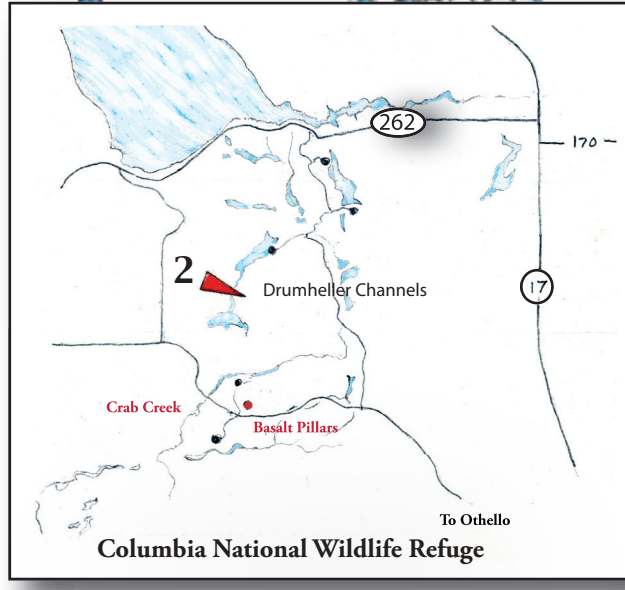 262
170
17
2
Drumheller Channels
Crab Creek
Basalt Pillars
To Othello
Columbia National Wildlife Refuge